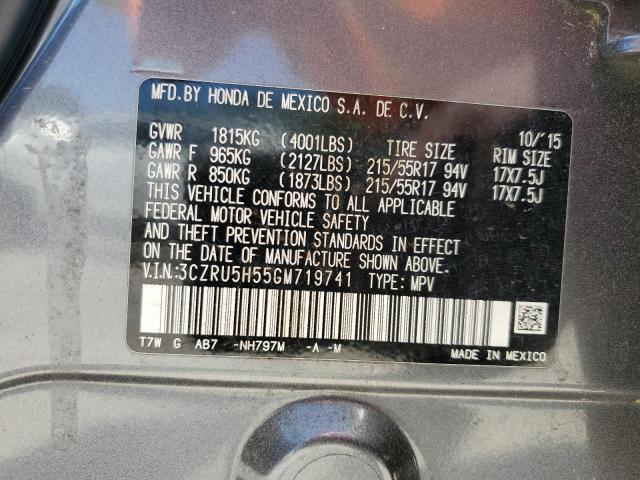 MFD.BY HONDA DE MEXICO S.A. DE C.V.
10/'15
GVWR 1815KG (4001LBS) TIRE SIZE RIM SIZE
GAWR F 965KG (2127LBS) 215/55R17 94V 17X7.5J
GAWR R 850KG (1873LBS) 215/55R17 94V 17X7.5J
THIS VEHICLE CONFORMS TO ALL APPLICABLE
FEDERAL MOTOR VEHICLE SAFETY
AND THEFT PREVENTION STANDARDS IN EFFECT
ON THE DATE OF MANUFACTURE SHOWN ABOVE.
V.I.N.:3CZRU5H55GM719741 TYPE: MPV
T7W G AB7 -NH797M -A -M
MADE IN MEXICO